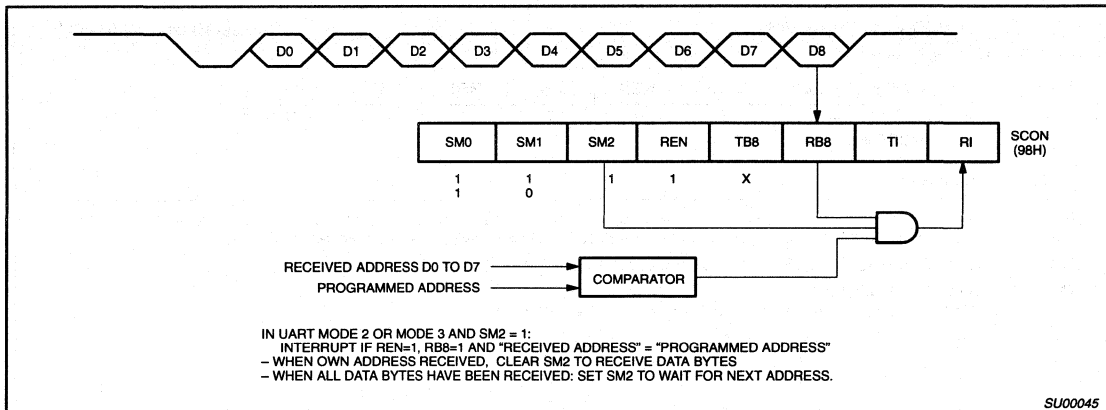 D0 D1 D2 D3 D4 D5 D6 D7 D8
SM0 SM1 SM2 REN TB8 RB8 TI RI SCON
(98H)
1 1 1 1 X
1 0
RECEIVED ADDRESS D0 TO D7
PROGRAMMED ADDRESS
COMPARATOR
IN UART MODE 2 OR MODE 3 AND SM2 = 1:
INTERRUPT IF REN=1, RB8=1 AND “RECEIVED ADDRESS” = “PROGRAMMED ADDRESS”
– WHEN OWN ADDRESS RECEIVED, CLEAR SM2 TO RECEIVE DATA BYTES
– WHEN ALL DATA BYTES HAVE BEEN RECEIVED: SET SM2 TO WAIT FOR NEXT ADDRESS.
SU00045